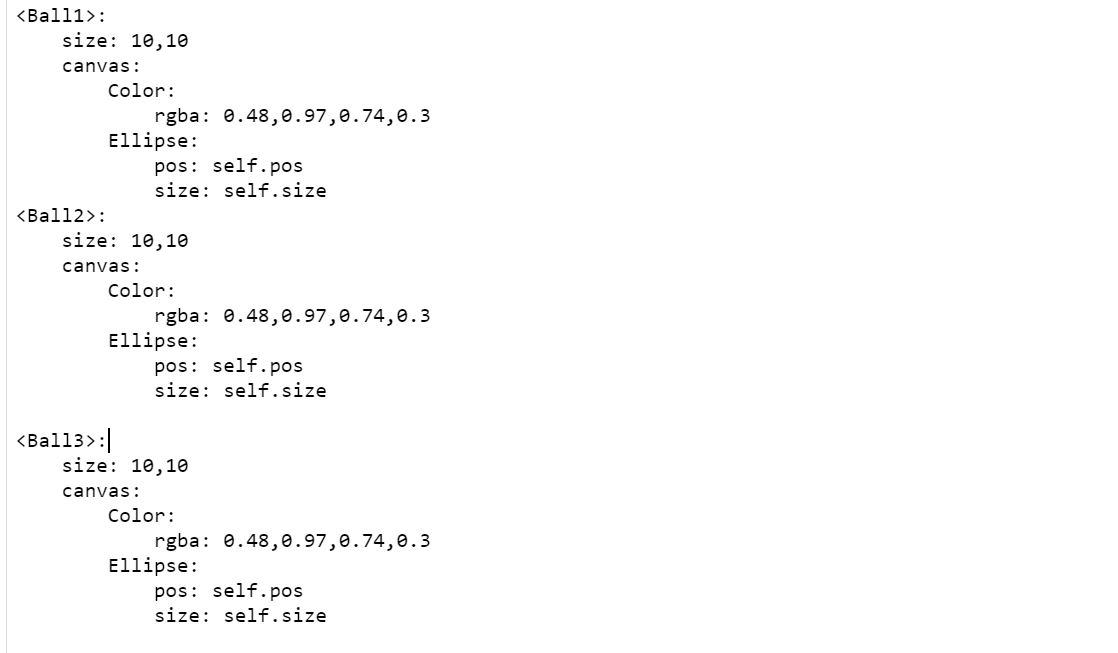 <Ball1>:
    size: 10,10
    canvas:
        Color:
            rgba: 0.48,0.97,0.74,0.3
        Ellipse:
            pos: self.pos
            size: self.size
<Ball2>:
    size: 10,10
    canvas:
        Color:
            rgba: 0.48,0.97,0.74,0.3
        Ellipse:
            pos: self.pos
            size: self.size

<Ball3>:
    size: 10,10
    canvas:
        Color:
            rgba: 0.48,0.97,0.74,0.3
        Ellipse:
            pos: self.pos
            size: self.size